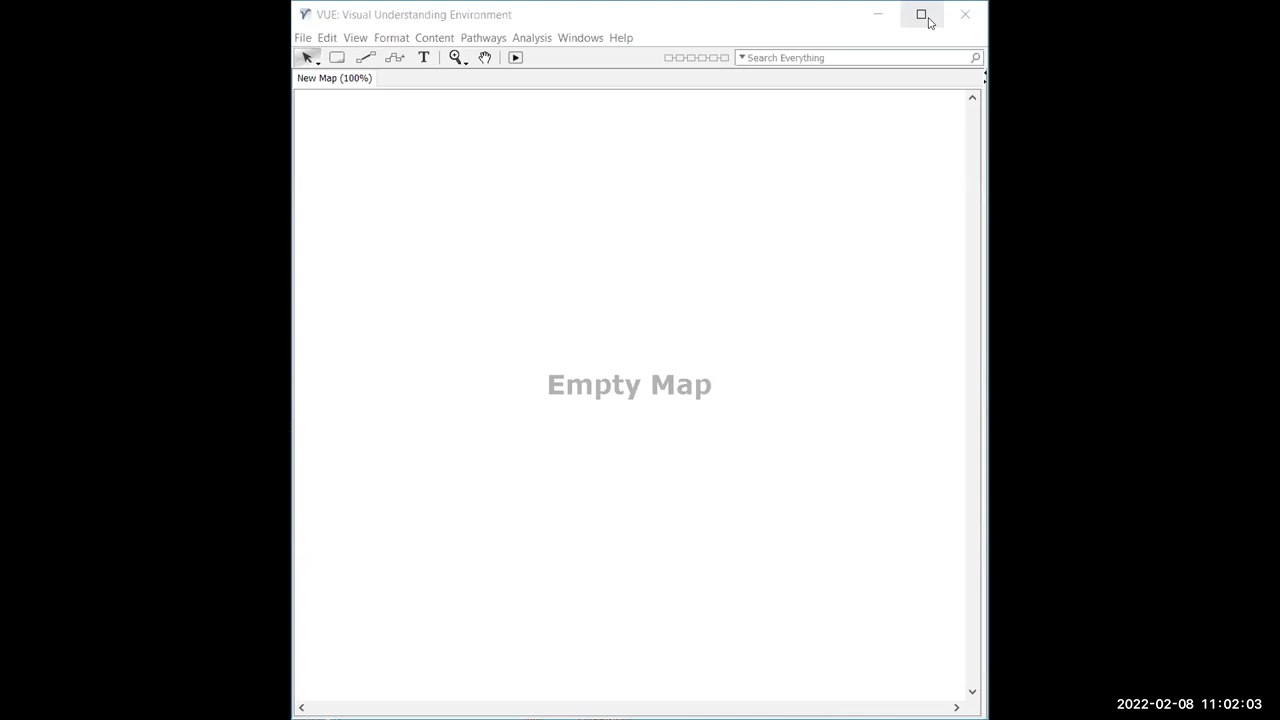 VUE: Visual Understanding Environment
File Edit View Format Content Pathways Analysis Windows Help
T
Search Everything
New Map (100%)
Empty Map
2022-02-08 11:02:03